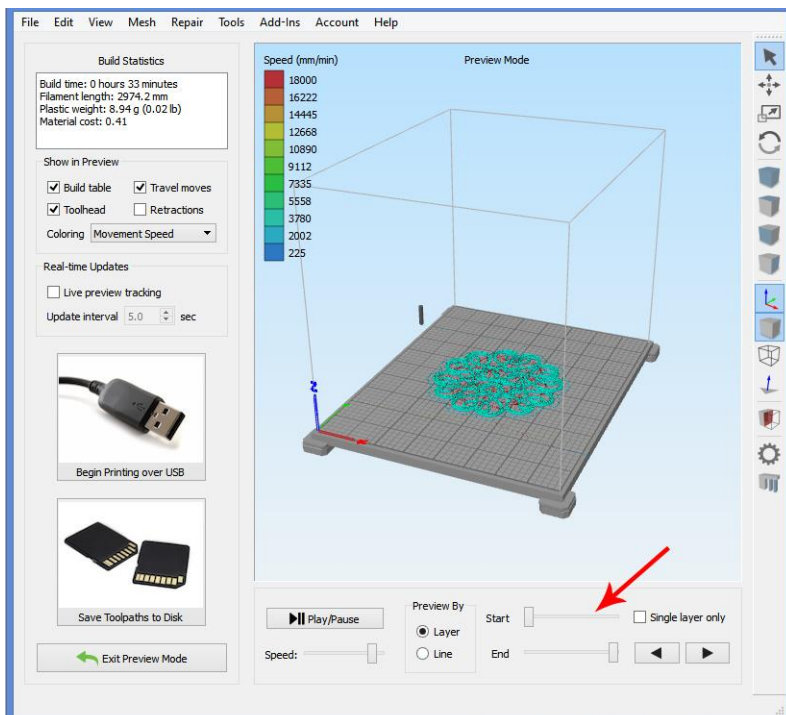 File Edit View Mesh Repair Tools Add-Ins Account Help
Build Statistics
Build time: 0 hours 33 minutes
Filament length: 2974.2 mm
Plastic weight: 8.94 g (0.02 lb)
Material cost: 0.41
Show in Preview
Build table
Travel moves
Toolhead
Retractions
Coloring Movement Speed
Real-time Updates
Live preview tracking
Update interval 5.0 sec
Begin Printing over USB
Save Toolpaths to Disk
Exit Preview Mode
Speed (mm/min)
Preview Mode
18000
16222
14445
12668
10890
9112
7335
5558
3780
2002
225
Z
Play/Pause
Speed:
Preview By
Layer
Line
Start
Single layer only
End